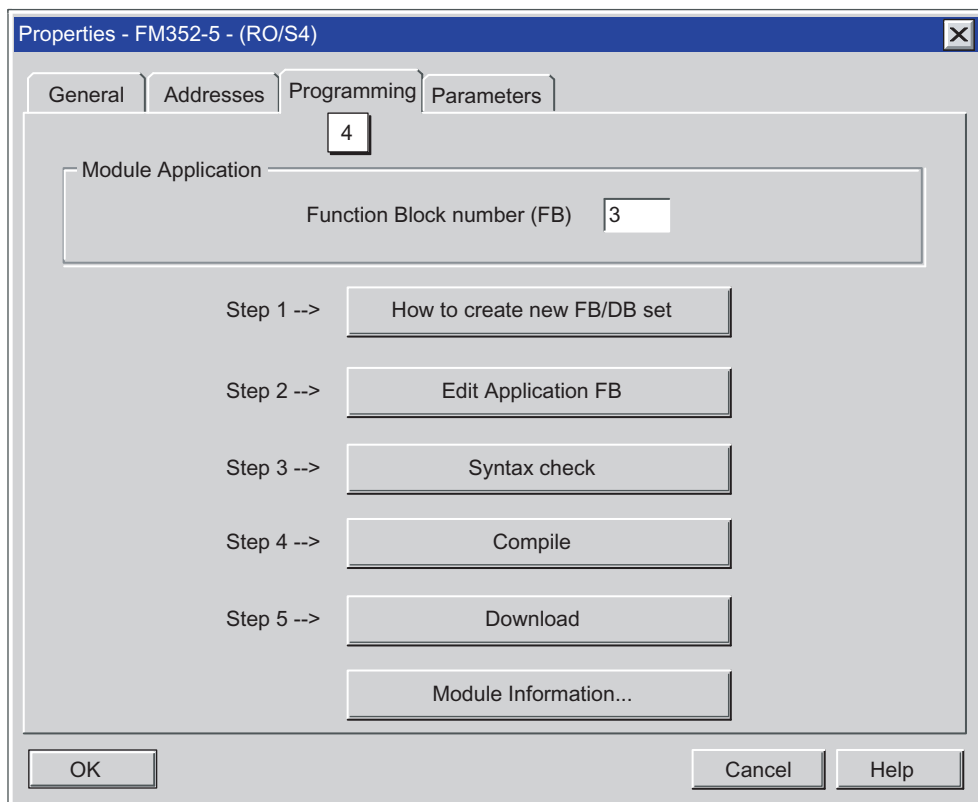 Properties - FM352-5 - (RO/S4)
General Addresses Programming Parameters
4
Module Application
Function Block number (FB) 3
Step 1 --> How to create new FB/DB set
Step 2 --> Edit Application FB
Step 3 --> Syntax check
Step 4 --> Compile
Step 5 --> Download
Module Information...
OK Cancel Help